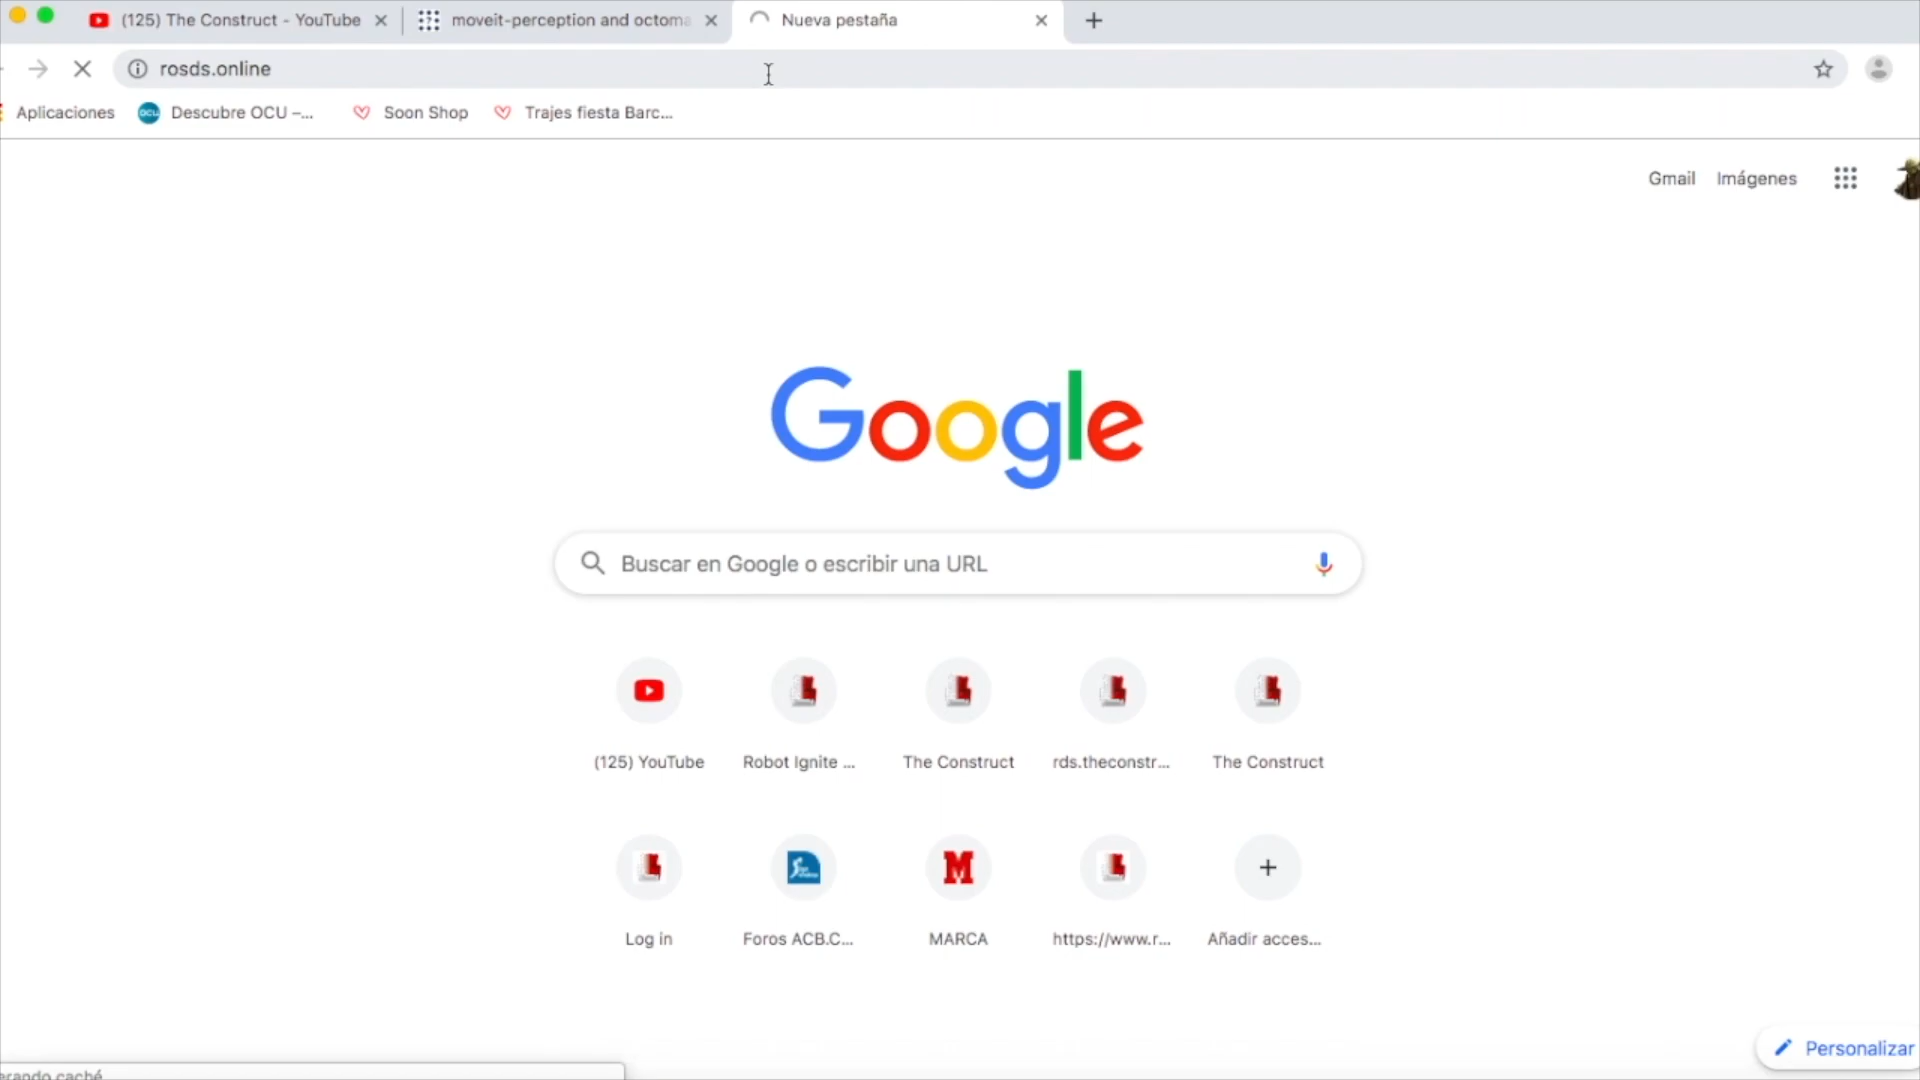 (125) The Construct - YouTube
moveit-perception and octoma
Nueva pestaña
rosds.online
Aplicaciones
Descubre OCU –...
Soon Shop
Trajes fiesta Barc...
Gmail
Imágenes
Google
Buscar en Google o escribir una URL
(125) YouTube
Robot Ignite ...
The Construct
rds.theconstr...
The Construct
M
Log in
Foros ACB.C...
MARCA
https://www.r...
Añadir acces...
Personalizar
erando caché